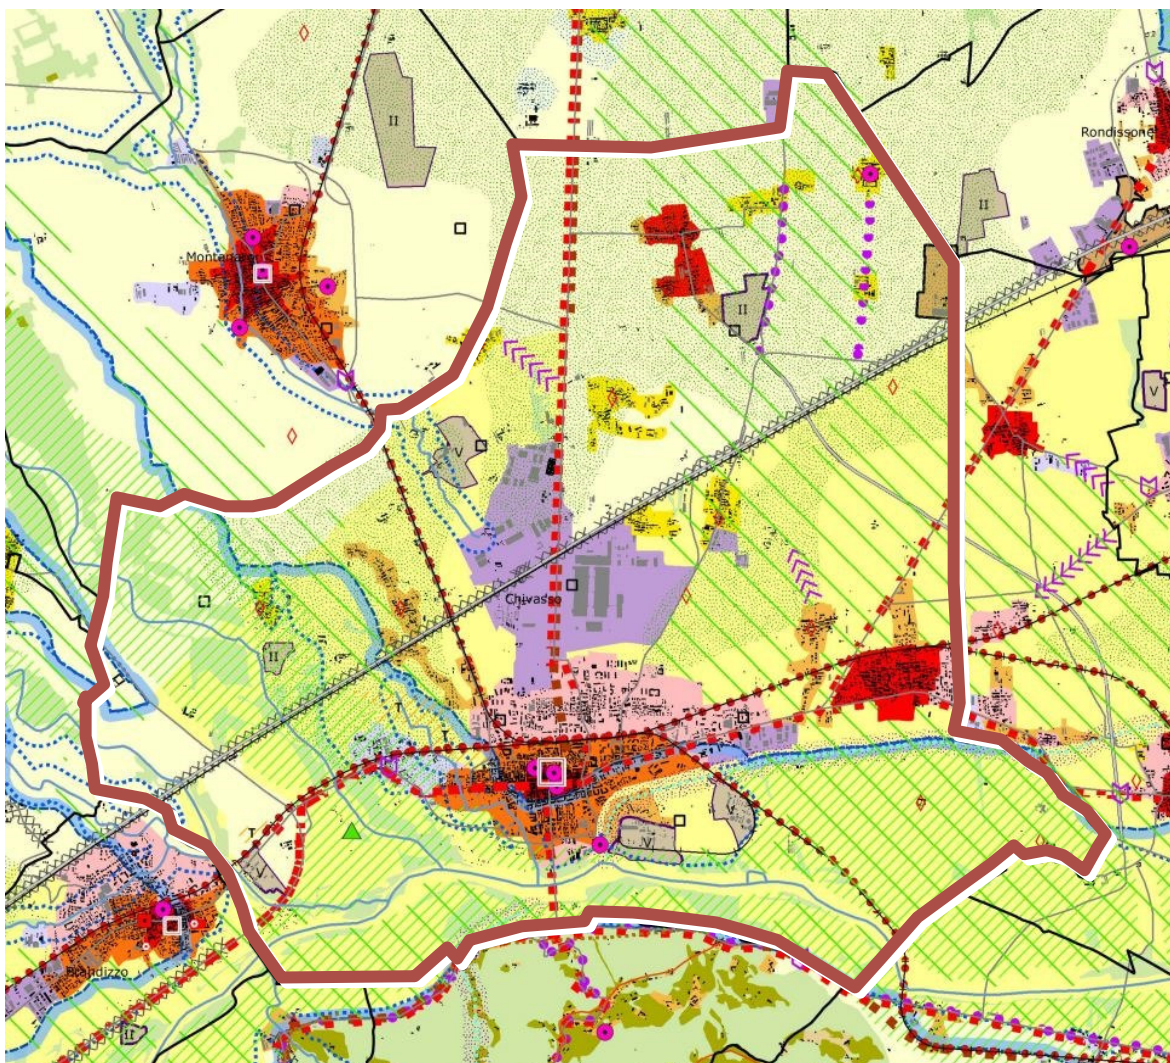 II
Rondissone
II
Montanaro
II
V
V
Chivasso
II
T
T
T
V
V
V
Brandizzo
II